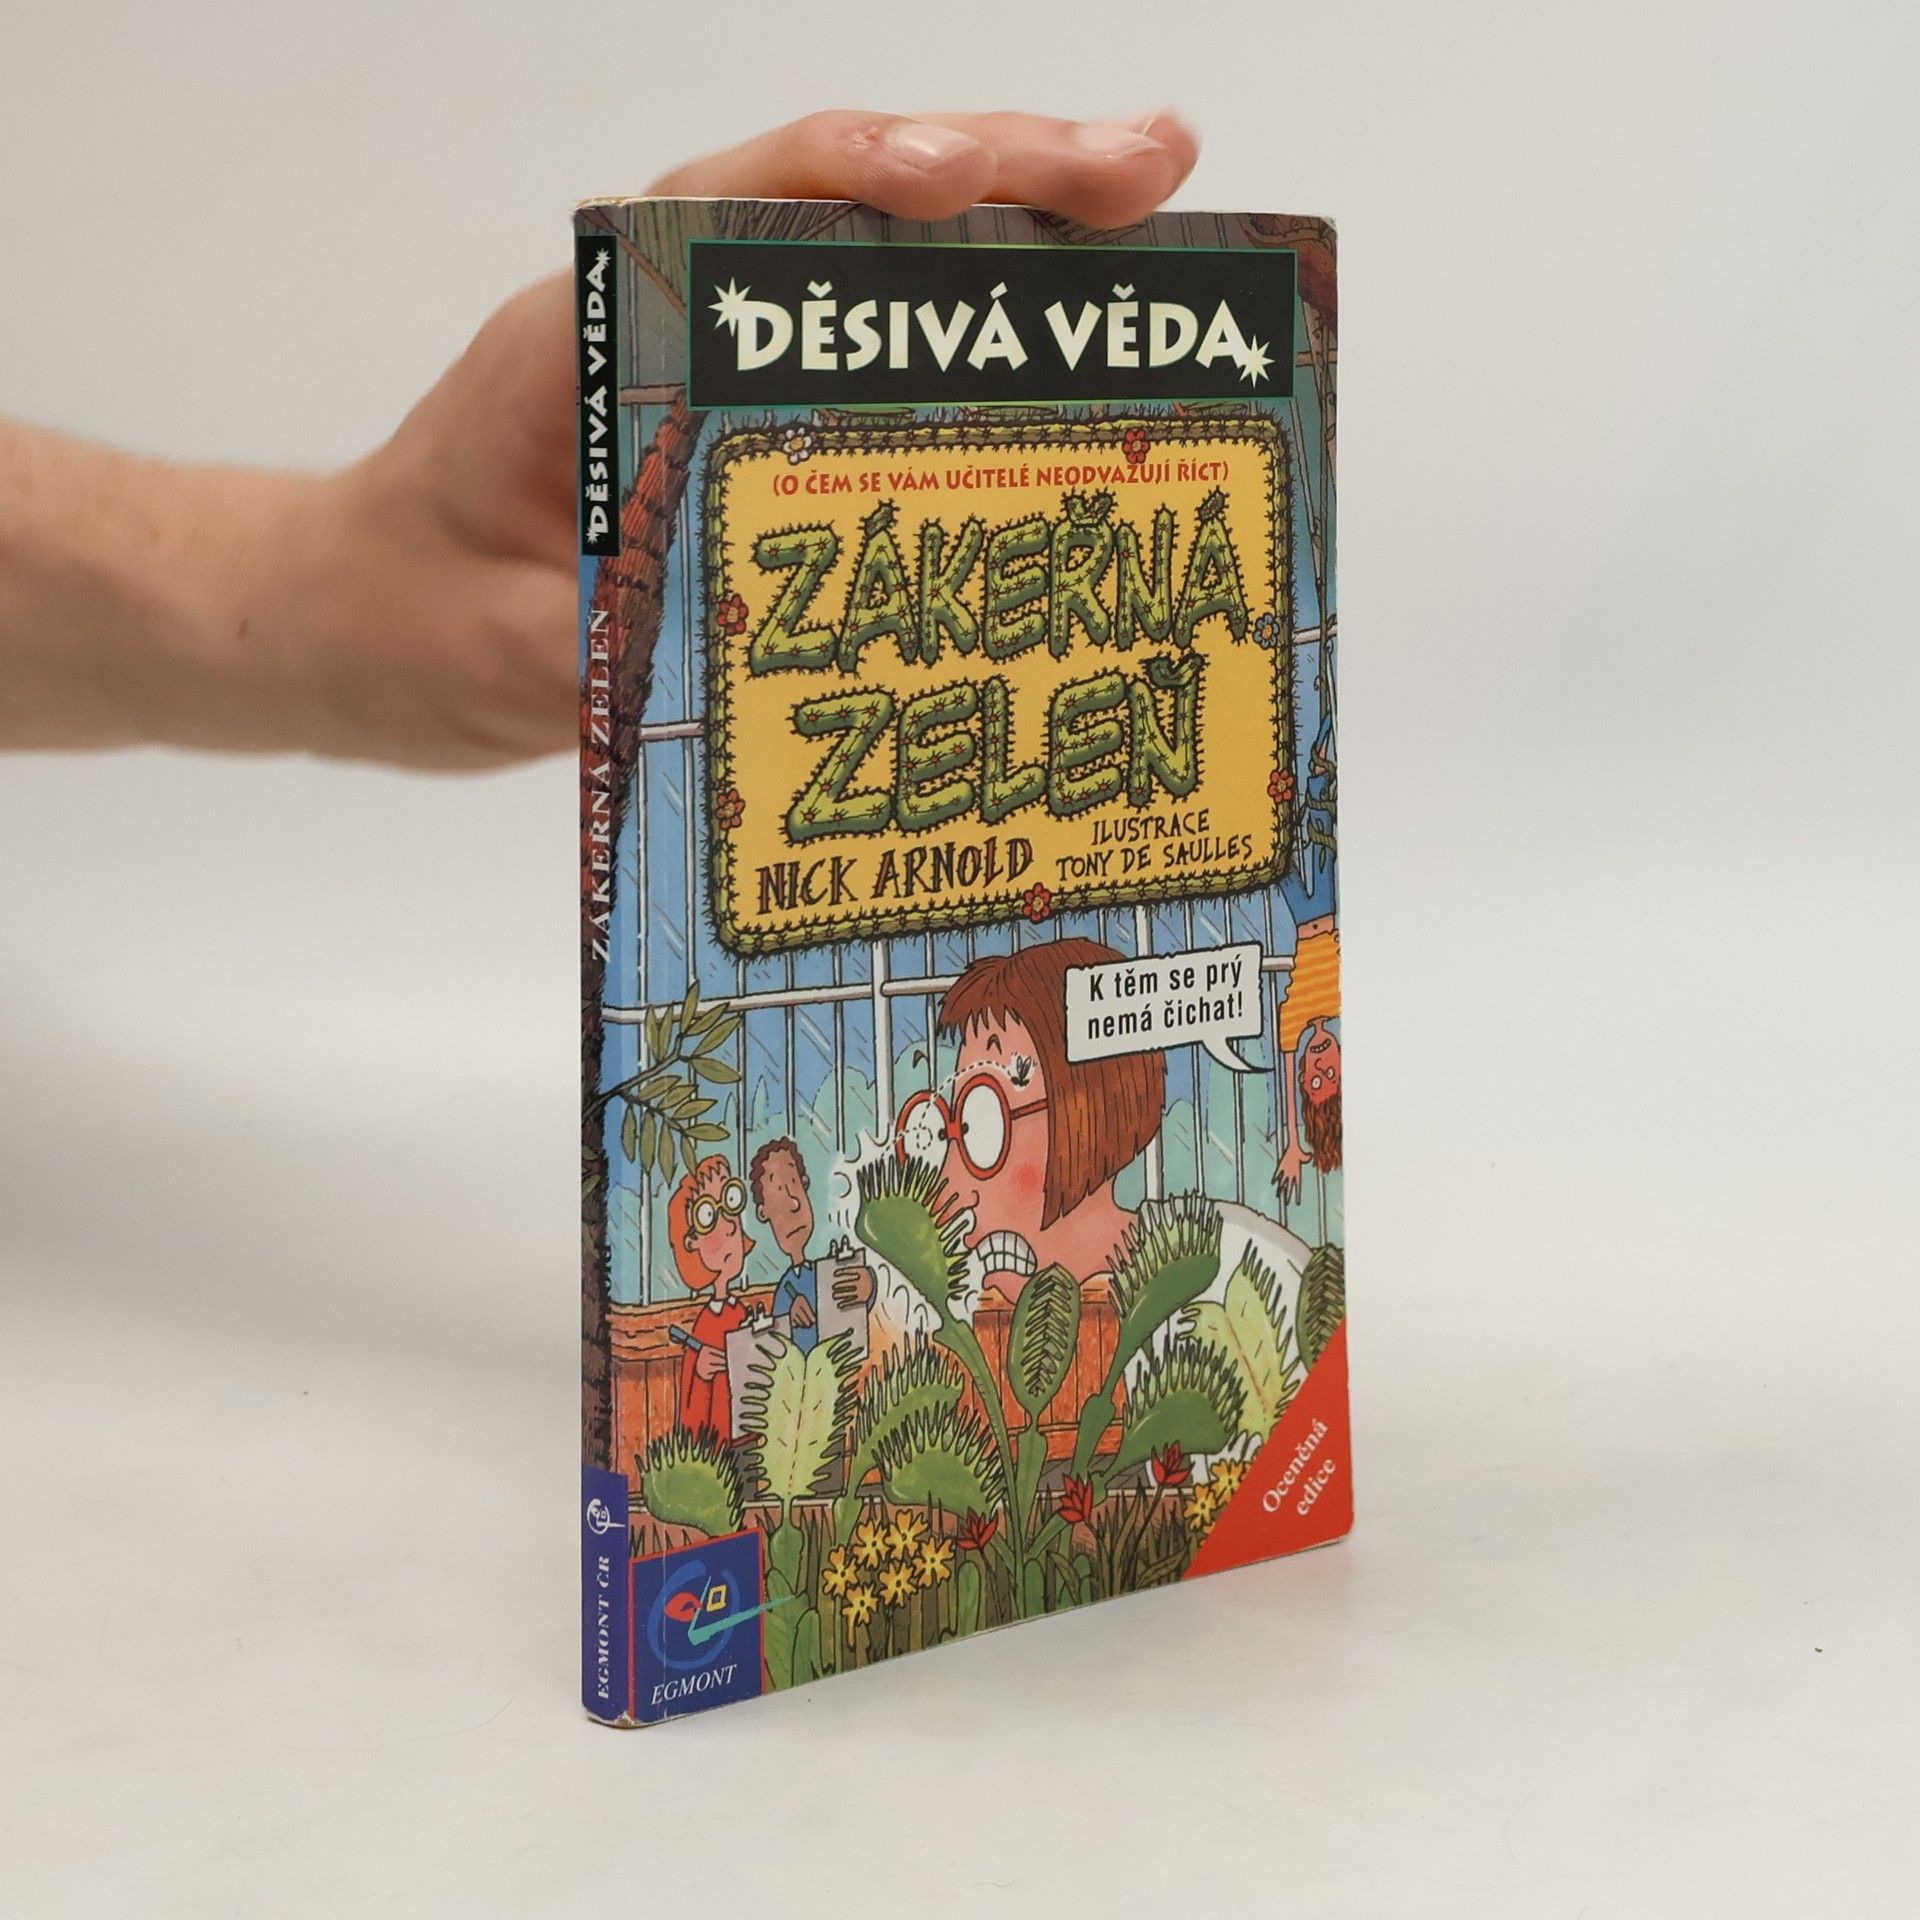 DĚSIVÁ VĚDA
ZÁKEŘNÁ ZELEŇ
EGMONT ČR
DĚSIVÁ VĚDA
(O ČEM SE VÁM UČITELÉ NEODVAŽUJÍ ŘÍCT)
ZÁKEŘNÁ
ZELEŇ
NICK ARNOLD
ILUSTRACE
TONY DE SAULLES
K těm se prý
nemá čichat!
Oceněná
edice
EGMONT